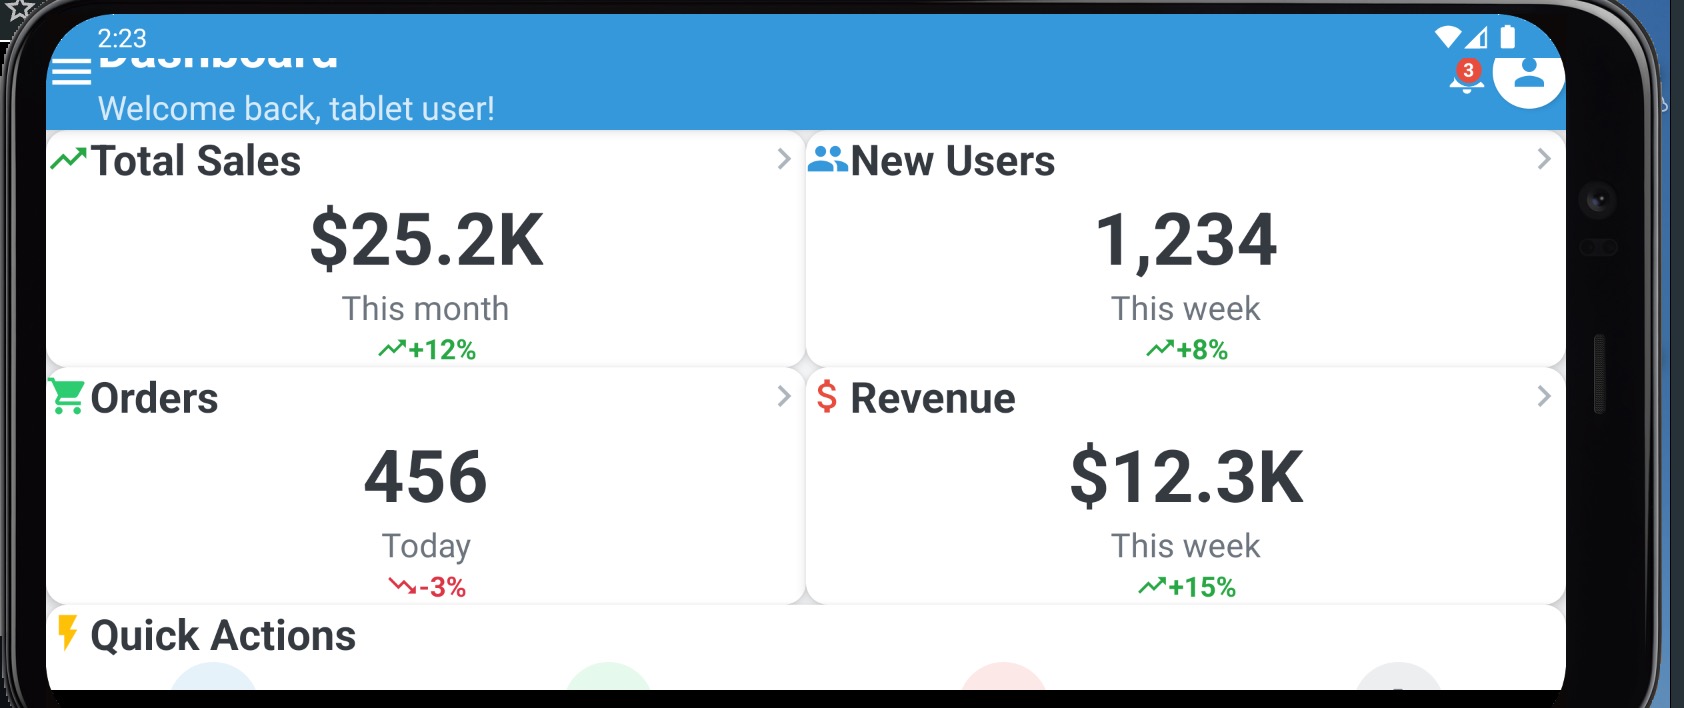 2:23
Dashboard
3
Welcome back, tablet user!
Total Sales
New Users
$25.2K
1,234
This month
This week
+12%
+8%
Orders
Revenue
456
$12.3K
Today
This week
-3%
+15%
Quick Actions